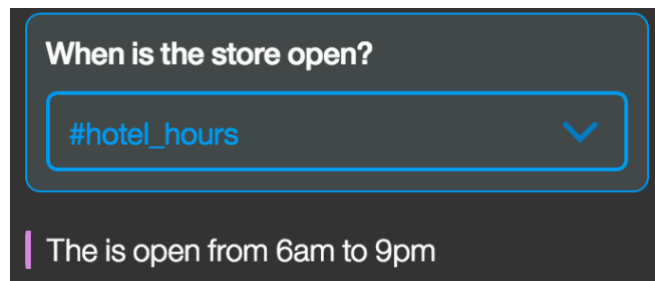 When is the store open?
#hotel_hours
The is open from 6am to 9pm